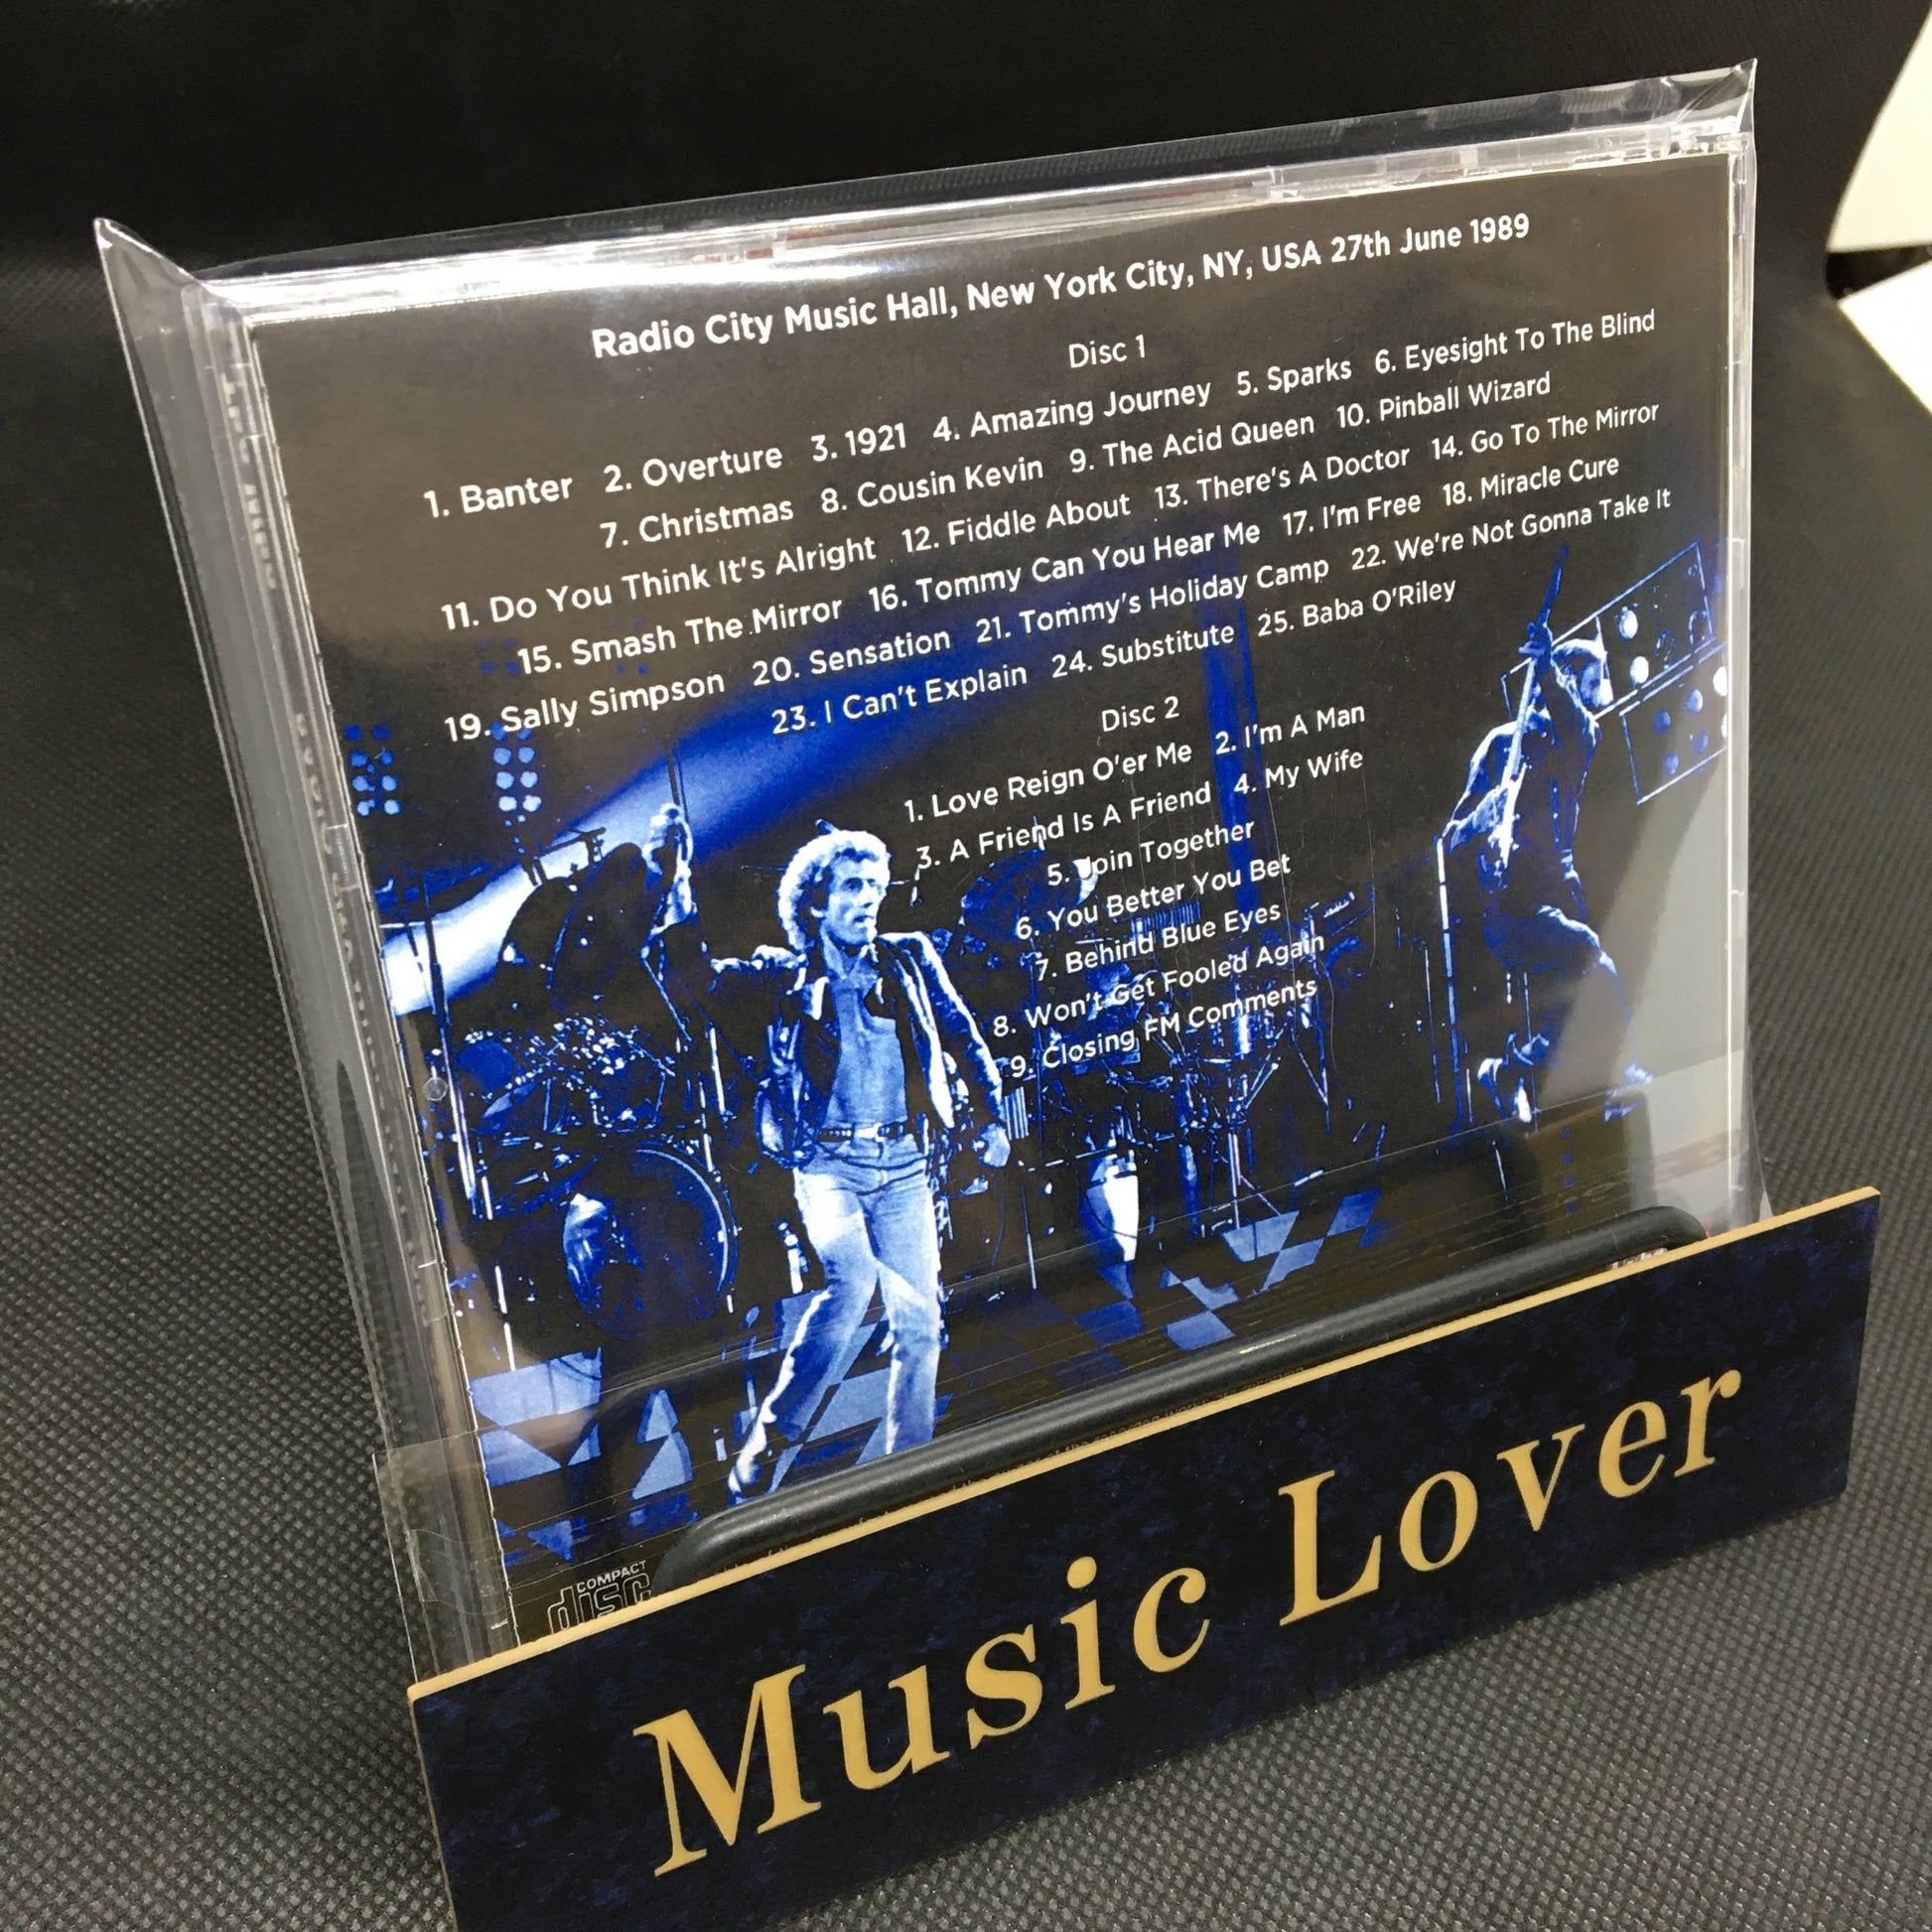 Radio City Music Hall, New York City, NY, USA 27th June 1989
Disc 1
1. Banter 2. Overture 3. 1921 4. Amazing Journey 5. Sparks 6. Eyesight To The Blind
7. Christmas 8. Cousin Kevin 9. The Acid Queen 10. Pinball Wizard
11. Do You Think It's Alright 12. Fiddle About 13. There's A Doctor 14. Go To The Mirror
15. Smash The Mirror 16. Tommy Can You Hear Me 17. I'm Free 18. Miracle Cure
19. Sally Simpson 20. Sensation 21. Tommy's Holiday Camp 22. We're Not Gonna Take It
23. I Can't Explain 24. Substitute 25. Baba O'Riley
Disc 2
1. Love Reign O'er Me 2. I'm A Man
3. A Friend Is A Friend 4. My Wife
5. Join Together
6. You Better You Bet
7. Behind Blue Eyes
8. Won't Get Fooled Again
9. Closing FM Comments
COMPACT
disc
Music Lover